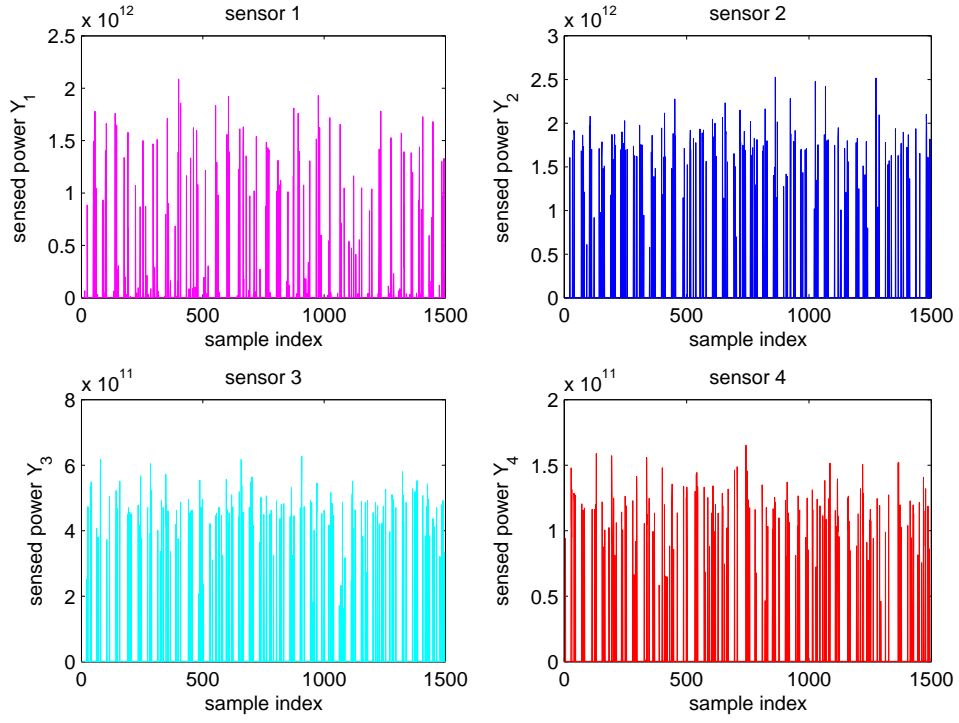 sensor 1
x 10^12
sensed power Y_1
2.5
2
1.5
1
0.5
0
0 500 1000 1500
sample index
sensor 2
x 10^12
sensed power Y_2
3
2.5
2
1.5
1
0.5
0
0 500 1000 1500
sample index
sensor 3
x 10^11
sensed power Y_3
8
6
4
2
0
0 500 1000 1500
sample index
sensor 4
x 10^11
sensed power Y_4
2
1.5
1
0.5
0
0 500 1000 1500
sample index